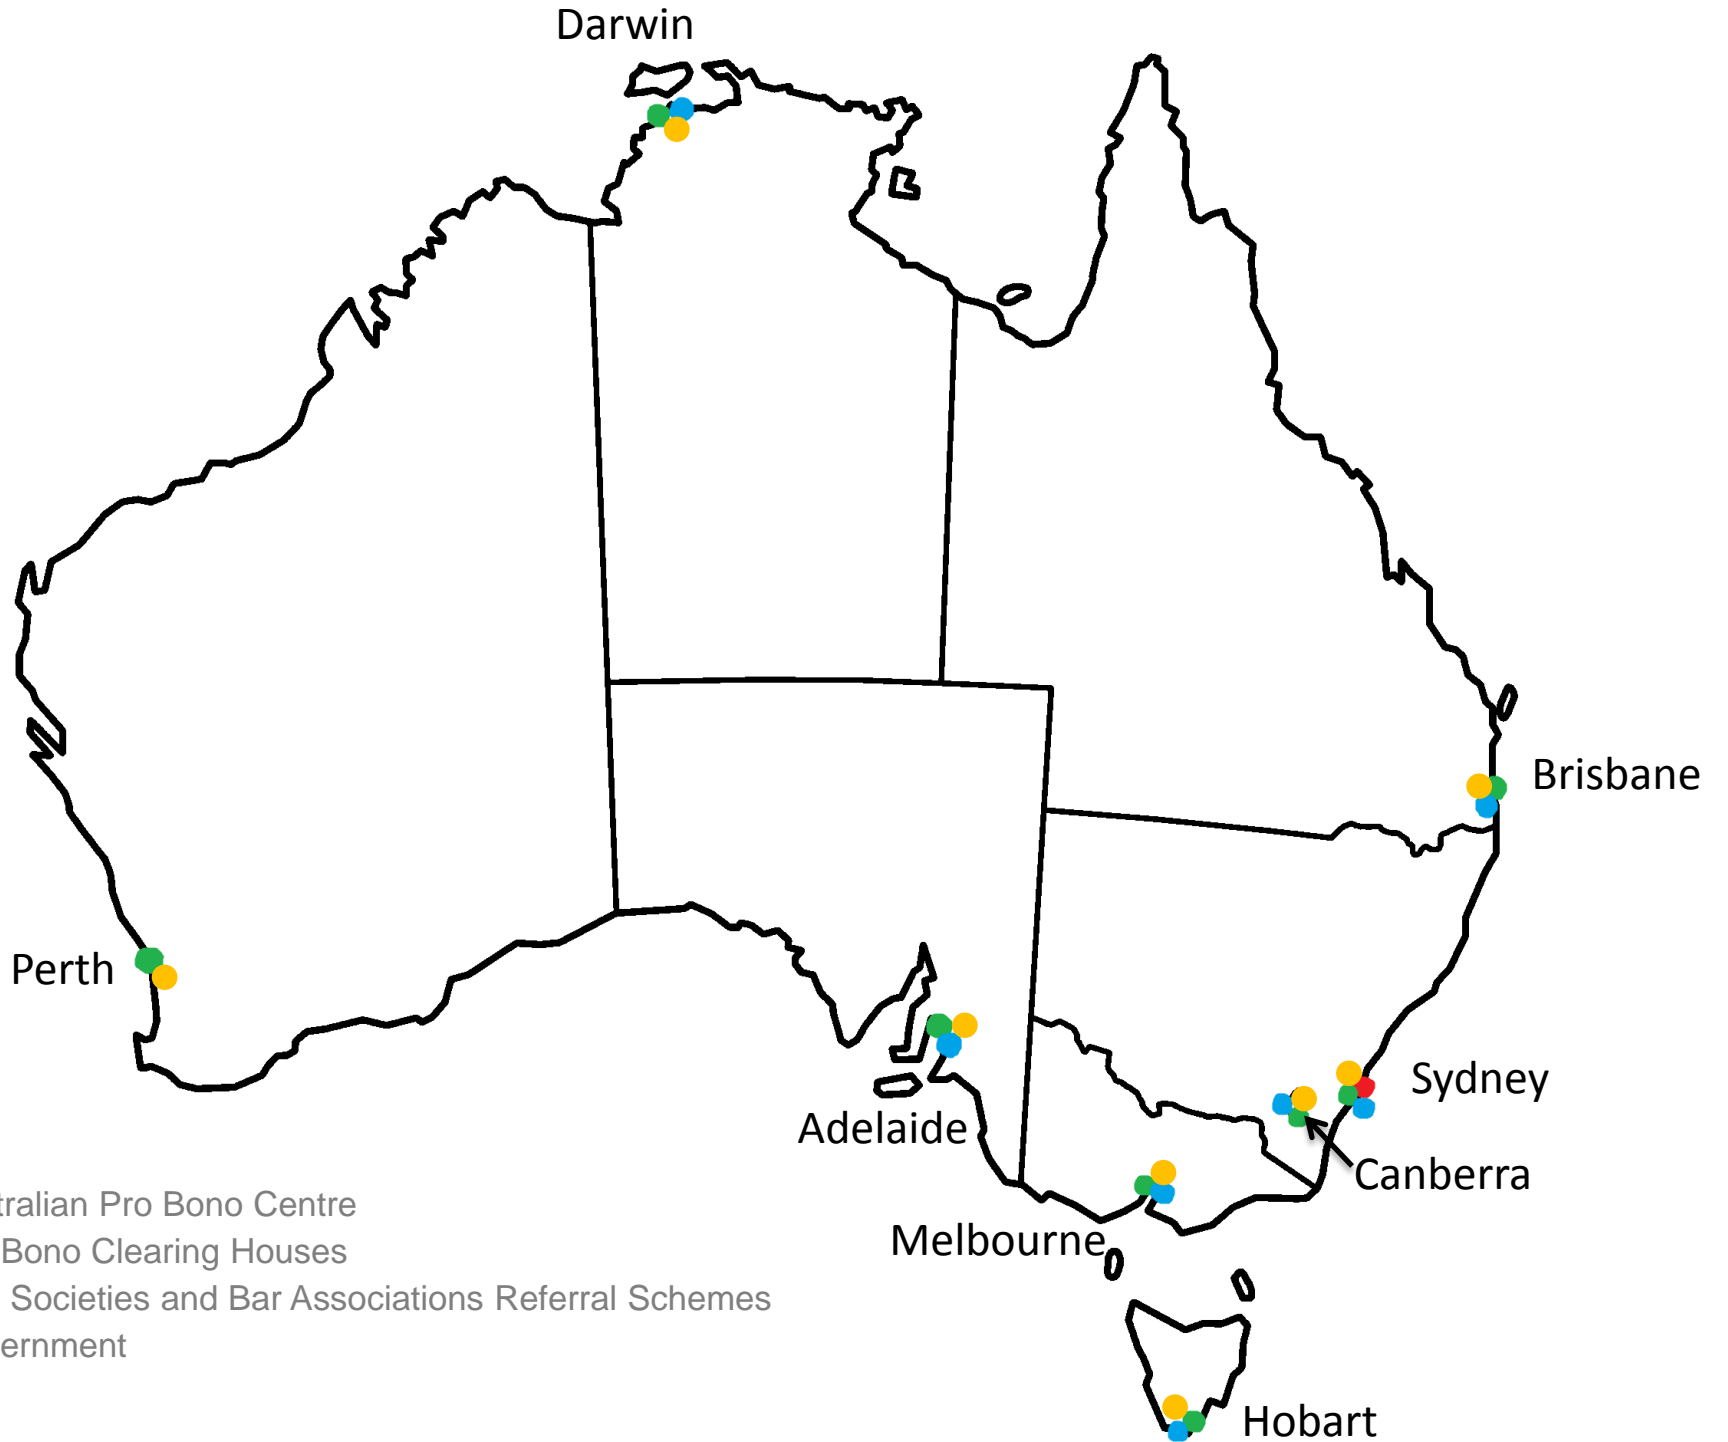 Darwin
Brisbane
Perth
Sydney
Adelaide
Canberra
tralian Pro Bono Centre
Melbourne
Bono Clearing Houses
Societies and Bar Associations Referral Schemes
ernment
Hobart